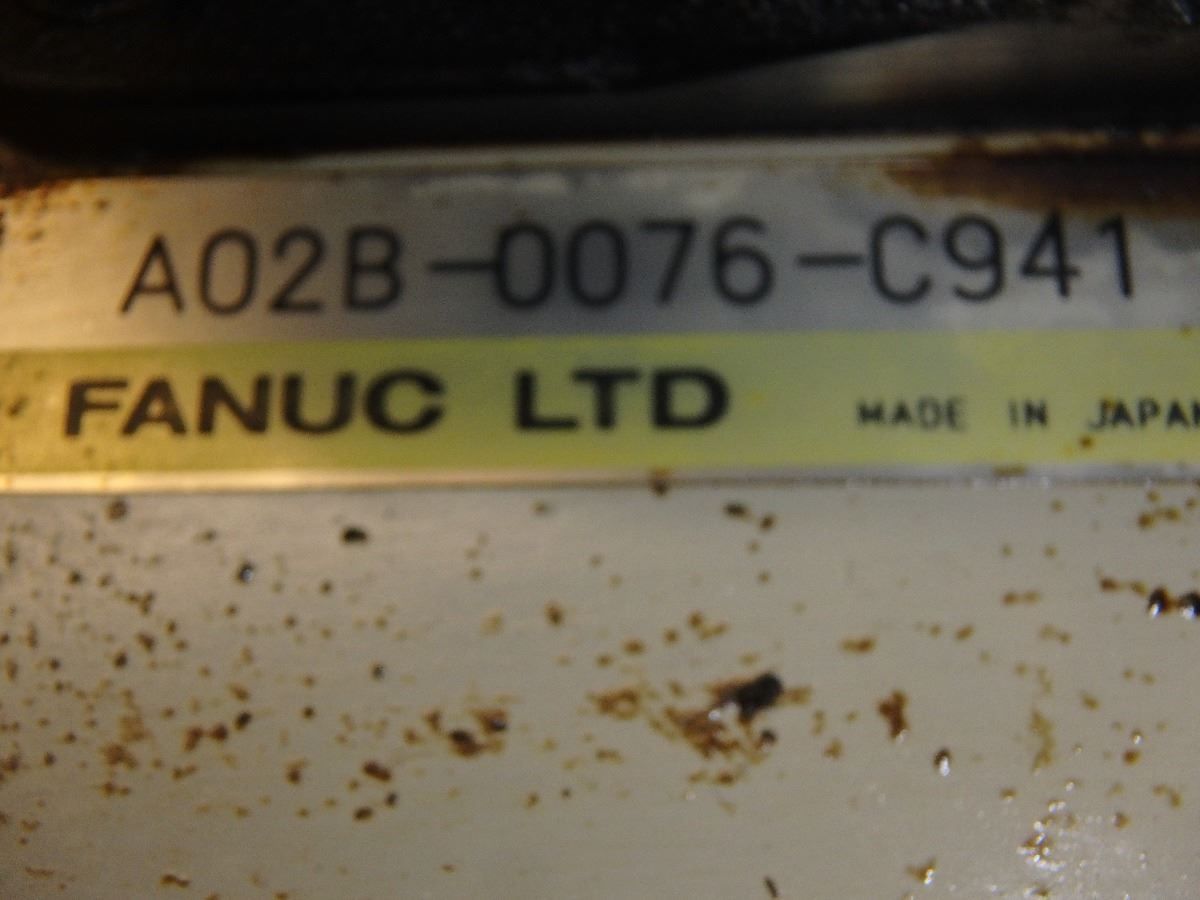 A02B-0076-C941
FANUC LTD MADE IN JAPAN